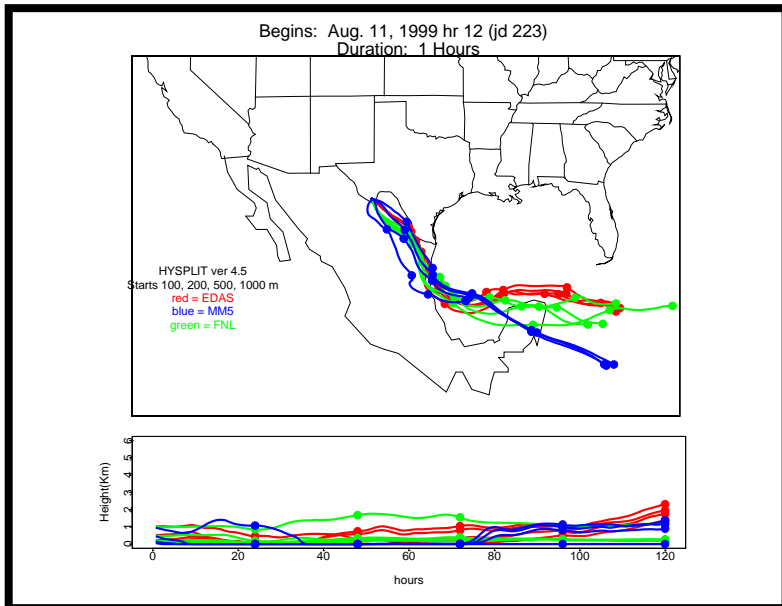 Begins:  Aug. 11, 1999 hr 12 (jd 223)
Duration:  1 Hours
HYSPLIT ver 4.5
Starts 100, 200, 500, 1000 m
red = EDAS
blue = MM5
green = FNL
Height(Km)
6
5
4
3
2
1
0
0 20 40 60 80 100 120
hours